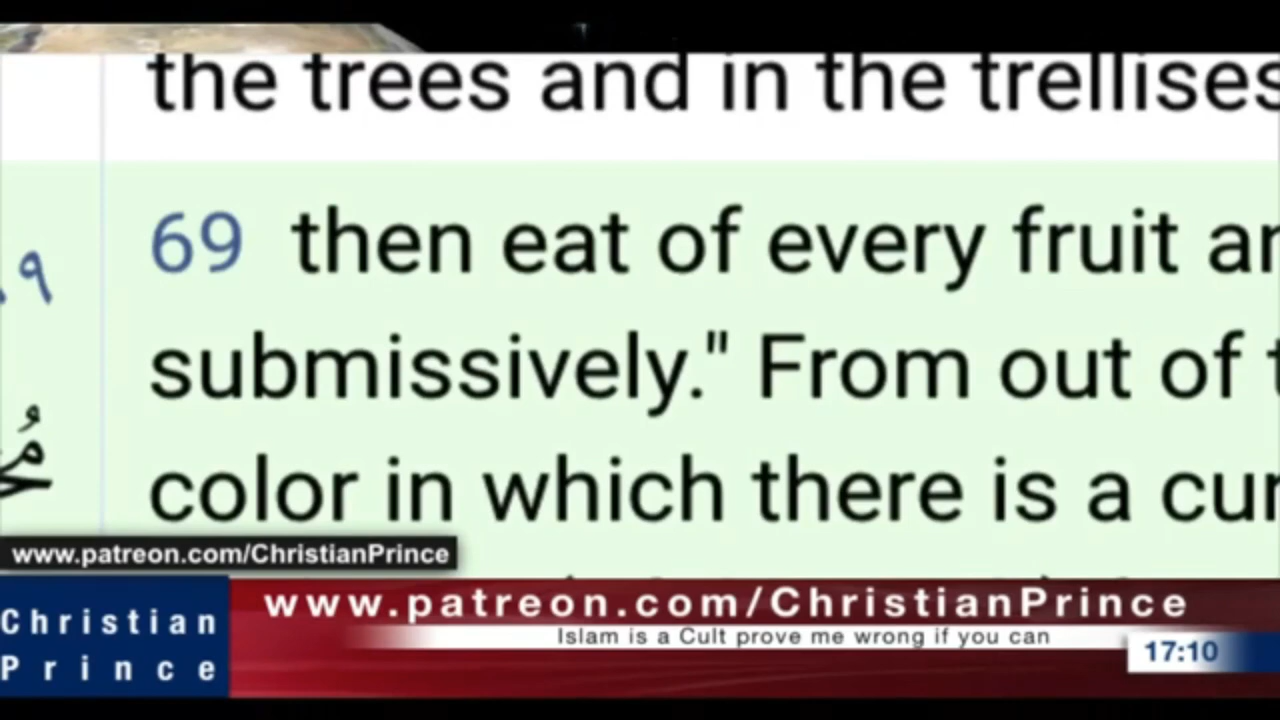 the trees and in the trellises
69 then eat of every fruit
٩
submissively." From out of
color in which there is a
www.patreon.com/ChristianPrince
www.patreon.com/ChristianPrince
Christian
Prince
Islam is a Cult prove me wrong if you can
17:10